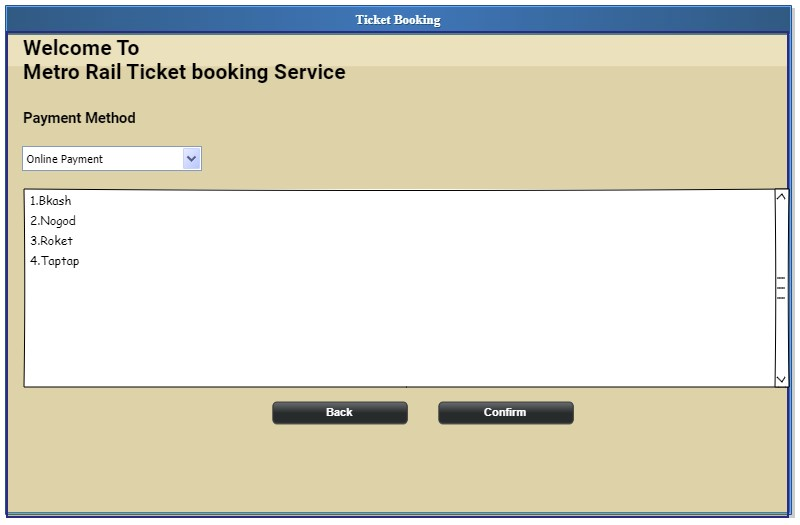 Ticket Booking
Welcome To
Metro Rail Ticket booking Service
Payment Method
Online Payment
1.Bkash
2.Nogod
3.Roket
4.Taptap
Back
Confirm